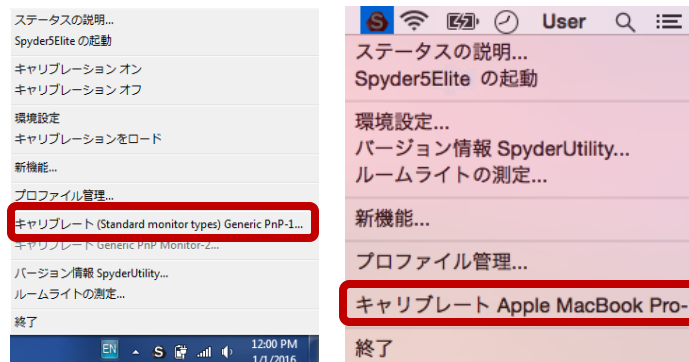 ステータスの説明...
Spyder5Elite の起動
キャリブレーション オン
キャリブレーション オフ
環境設定
キャリブレーションをロード
新機能...
プロファイル管理...
キャリブレート (Standard monitor types) Generic PnP-1...
キャリブレート Generic PnP Monitor-2...
バージョン情報 SpyderUtility...
ルームライトの測定...
終了
EN
S
12:00 PM
1/1/2016
S
User
ステータスの説明...
Spyder5Elite の起動
環境設定...
バージョン情報 SpyderUtility...
ルームライトの測定...
新機能...
プロファイル管理...
キャリブレート Apple MacBook Pro-
終了